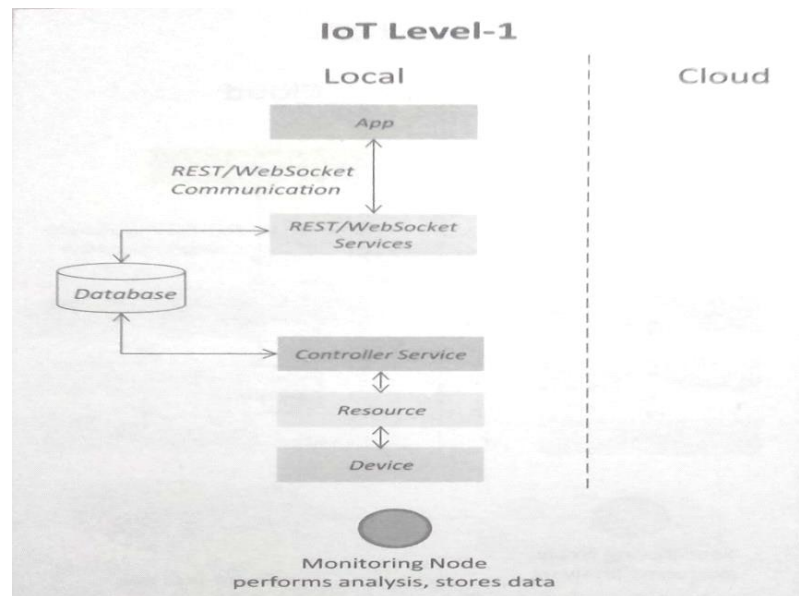 IoT Level-1
Local
Cloud
App
REST/WebSocket
Communication
REST/WebSocket
Services
Database
Controller Service
Resource
Device
Monitoring Node
performs analysis, stores data